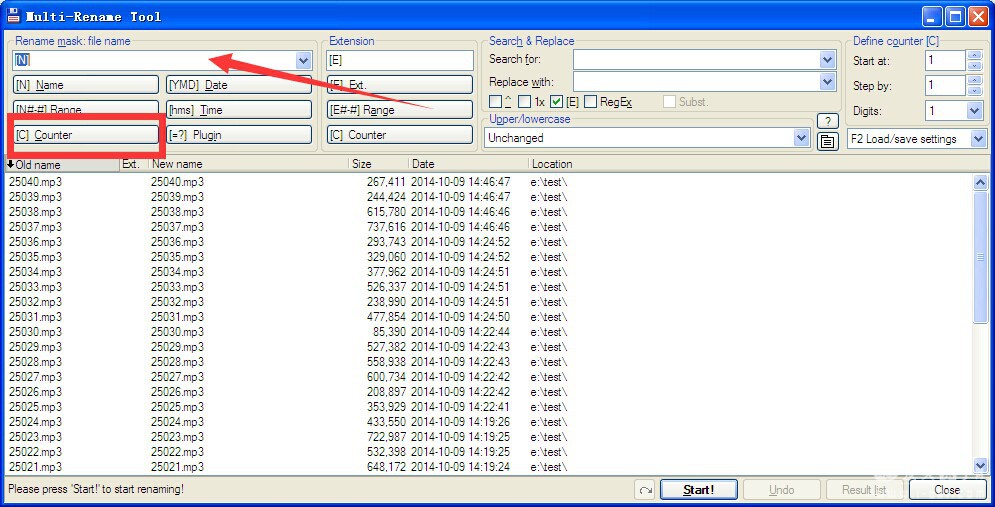 Multi-Rename Tool
Rename mask: file name
[N]
[N] Name
[YMD] Date
[N#-#] Range
[hms] Time
[C] Counter
[=?] Plugin
Extension
[E]
[E] Ext.
[E#-#] Range
[C] Counter
Search & Replace
Search for:
Replace with:
^ 1x [E] RegEx Subst.
Upper/lowercase
Unchanged
?
Define counter [C]
Start at: 1
Step by: 1
Digits: 1
F2 Load/save settings
Old name Ext. New name Size Date Location
25040.mp3 25040.mp3 267,411 2014-10-09 14:46:47 e:\test\
25039.mp3 25039.mp3 244,424 2014-10-09 14:46:47 e:\test\
25038.mp3 25038.mp3 615,780 2014-10-09 14:46:46 e:\test\
25037.mp3 25037.mp3 737,616 2014-10-09 14:46:46 e:\test\
25036.mp3 25036.mp3 293,743 2014-10-09 14:24:52 e:\test\
25035.mp3 25035.mp3 329,060 2014-10-09 14:24:52 e:\test\
25034.mp3 25034.mp3 377,962 2014-10-09 14:24:51 e:\test\
25033.mp3 25033.mp3 526,337 2014-10-09 14:24:51 e:\test\
25032.mp3 25032.mp3 238,990 2014-10-09 14:24:51 e:\test\
25031.mp3 25031.mp3 477,854 2014-10-09 14:24:50 e:\test\
25030.mp3 25030.mp3 85,390 2014-10-09 14:22:44 e:\test\
25029.mp3 25029.mp3 527,382 2014-10-09 14:22:43 e:\test\
25028.mp3 25028.mp3 558,938 2014-10-09 14:22:43 e:\test\
25027.mp3 25027.mp3 600,734 2014-10-09 14:22:42 e:\test\
25026.mp3 25026.mp3 208,897 2014-10-09 14:22:42 e:\test\
25025.mp3 25025.mp3 353,929 2014-10-09 14:22:41 e:\test\
25024.mp3 25024.mp3 433,550 2014-10-09 14:19:26 e:\test\
25023.mp3 25023.mp3 722,987 2014-10-09 14:19:25 e:\test\
25022.mp3 25022.mp3 532,398 2014-10-09 14:19:25 e:\test\
25021.mp3 25021.mp3 648,172 2014-10-09 14:19:24 e:\test\
Please press 'Start!' to start renaming!
Start!
Undo
Result list
Close